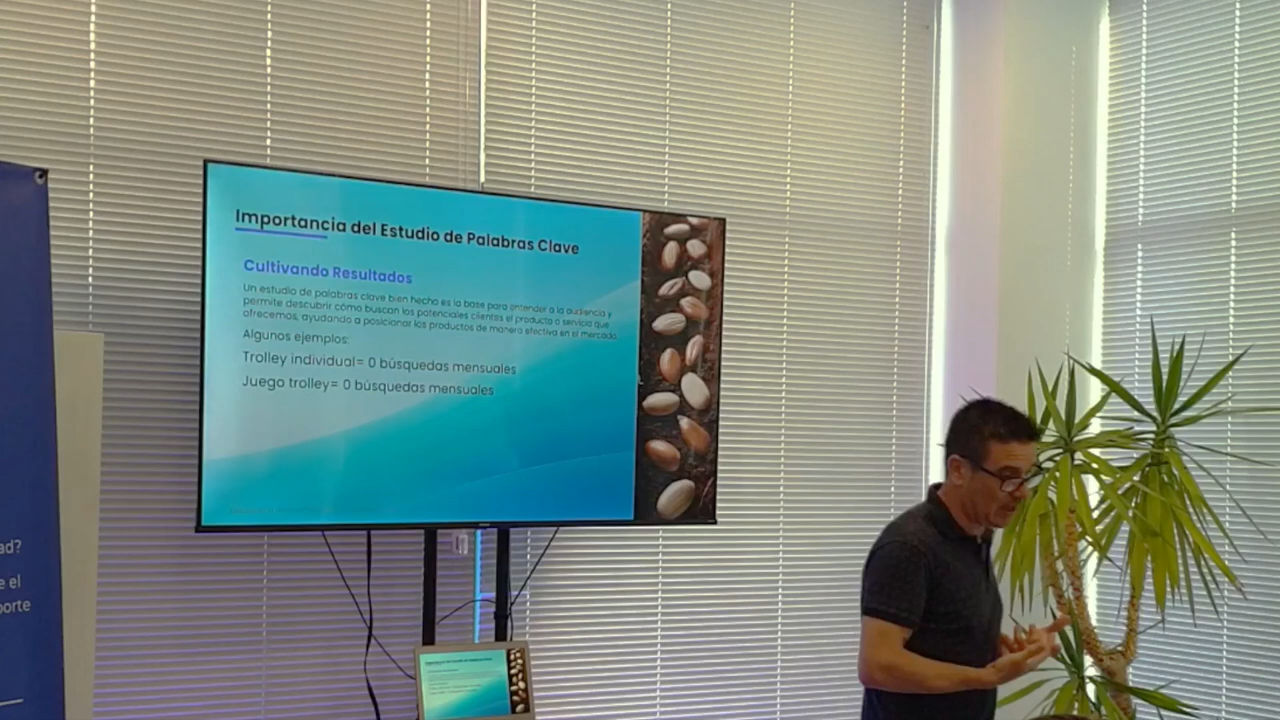 Importancia del Estudio de Palabras Clave
Cultivando Resultados
Un estudio de palabras clave bien hecho es la base para entender a la audiencia y
permite descubrir cómo buscan los potenciales clientes el producto o servicio que
ofrecemos, ayudando a posicionar los productos de manera efectiva en el mercado.
Algunos ejemplos:
Trolley individual= 0 búsquedas mensuales
Juego trolley= 0 búsquedas mensuales
ad?
e el
porte